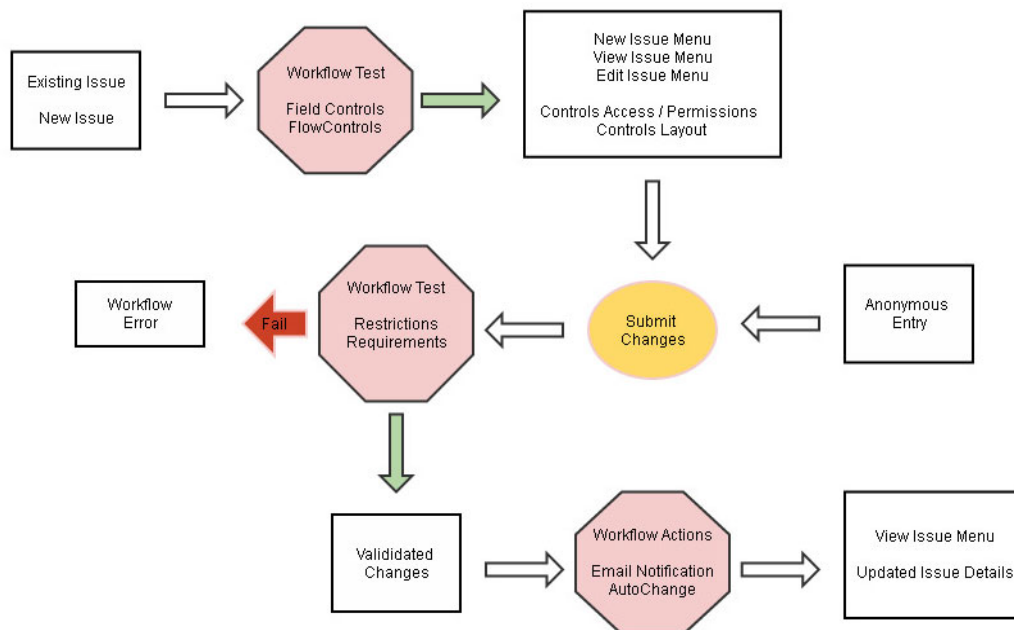 Existing Issue
New Issue
Workflow Test
Field Controls
FlowControls
New Issue Menu
View Issue Menu
Edit Issue Menu
Controls Access / Permissions
Controls Layout
Workflow
Error
Fail
Workflow Test
Restrictions
Requirements
Submit
Changes
Anonymous
Entry
Valididated
Changes
Workflow Actions
Email Notification
AutoChange
View Issue Menu
Updated Issue Details